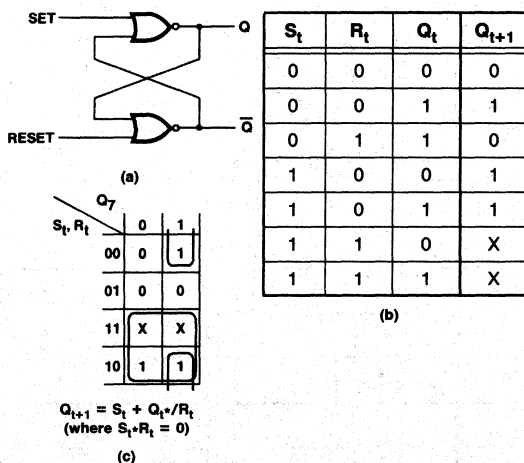 SET
Q
Q̅
RESET
(a)
S_t R_t Q_t Q_{t+1}
0 0 0 0
0 0 1 1
0 1 1 0
1 0 0 1
1 0 1 1
1 1 0 X
1 1 1 X
(b)
Q_7
S_t, R_t 0 1
00 0 1
01 0 0
11 X X
10 1 1
Q_{t+1} = S_t + Q_t*/R_t
(where S_t*R_t = 0)
(c)